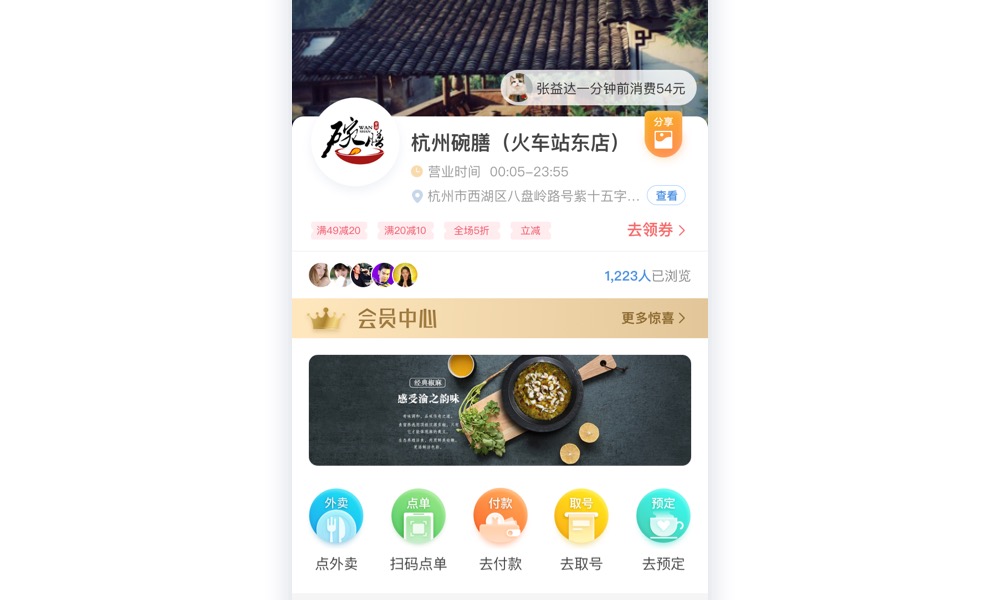 张益达一分钟前消费54元
分享
碗膳
WAN
SHAN
杭州碗膳（火车站东店）
营业时间 00:05-23:55
杭州市西湖区八盘岭路号紫十五字...
查看
满49减20
满20减10
全场5折
立减
去领券
1,223人已浏览
会员中心
更多惊喜
经典椒麻
感受渝之韵味
外卖
点单
付款
取号
预定
点外卖
扫码点单
去付款
去取号
去预定